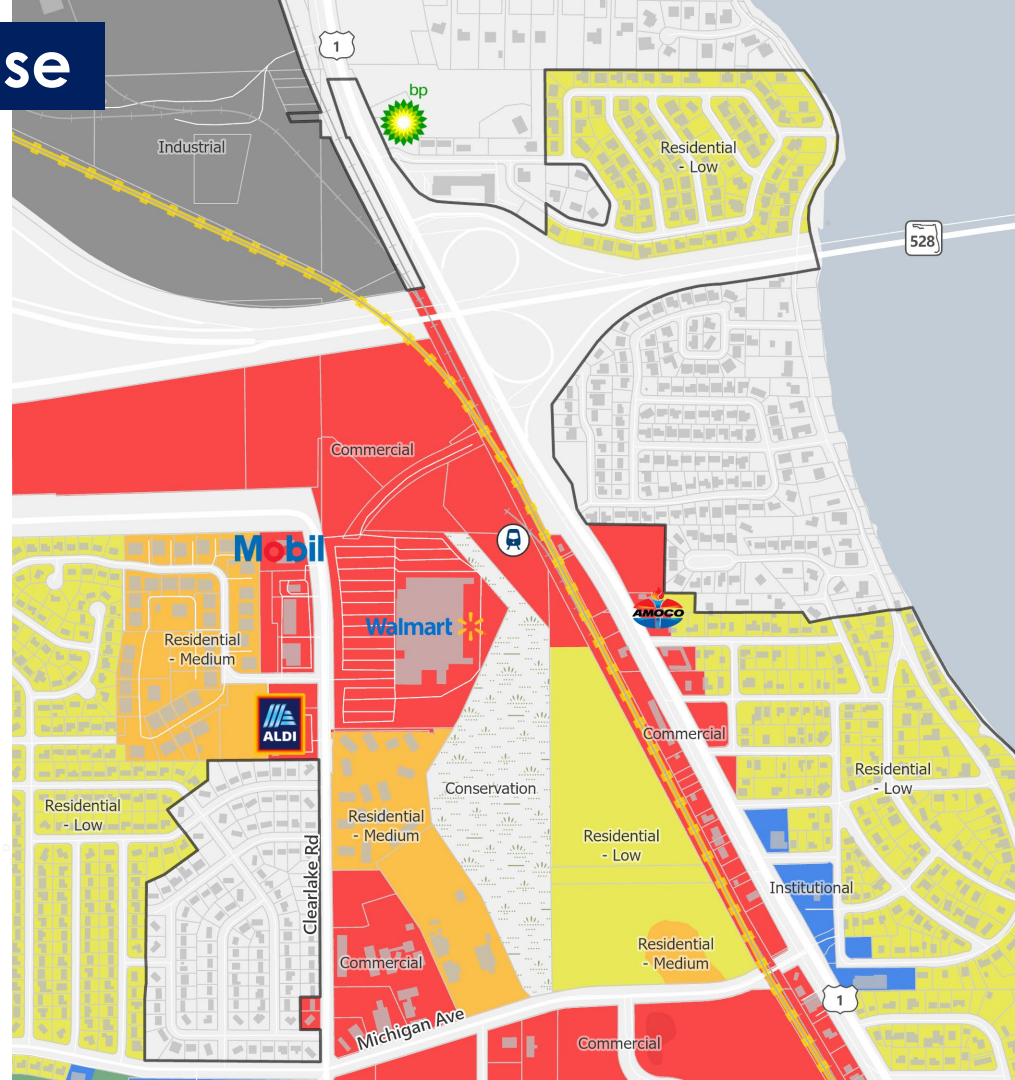 se
1
bp
Industrial
Residential
- Low
528
Commercial
Mobil
Walmart
AMOCO
Residential
- Medium
ALDI
Commercial
Conservation
Residential
- Low
Residential
- Low
Residential
- Medium
Residential
- Low
Clearlake Rd
Institutional
Residential
- Medium
Commercial
1
Michigan Ave
Commercial